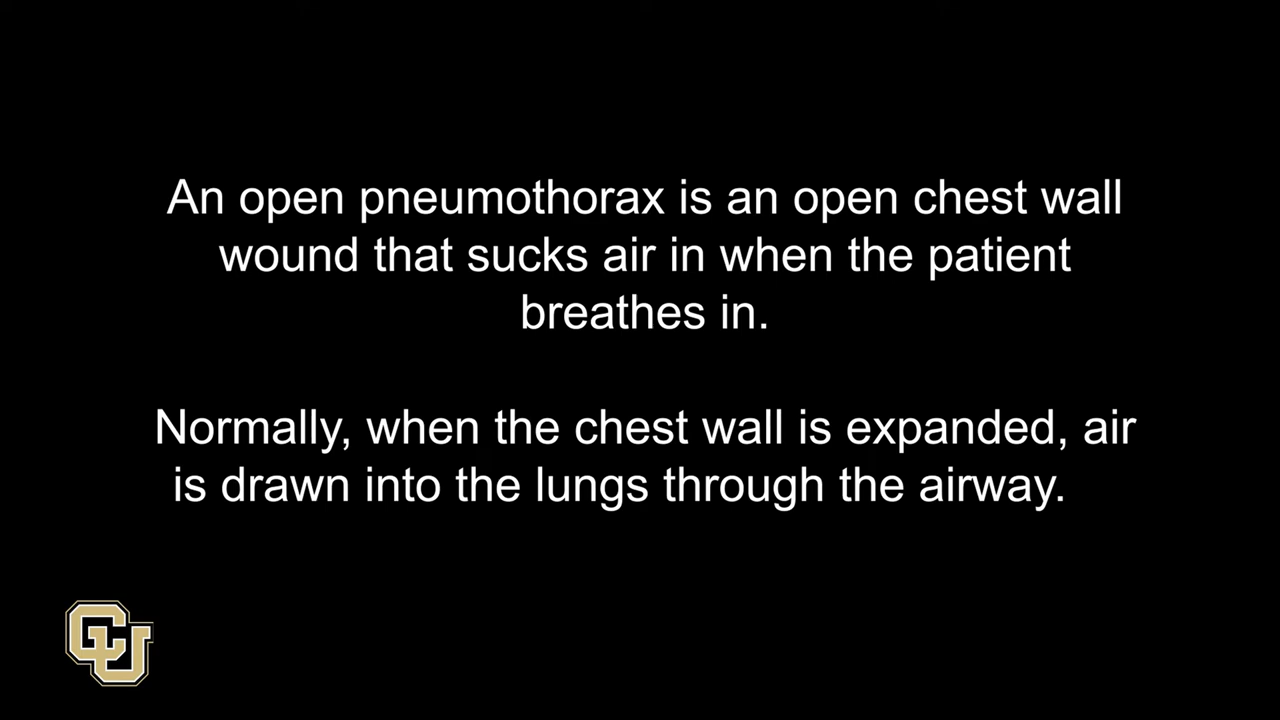 An open pneumothorax is an open chest wall
wound that sucks air in when the patient
breathes in.
Normally, when the chest wall is expanded, air
is drawn into the lungs through the airway.
CU